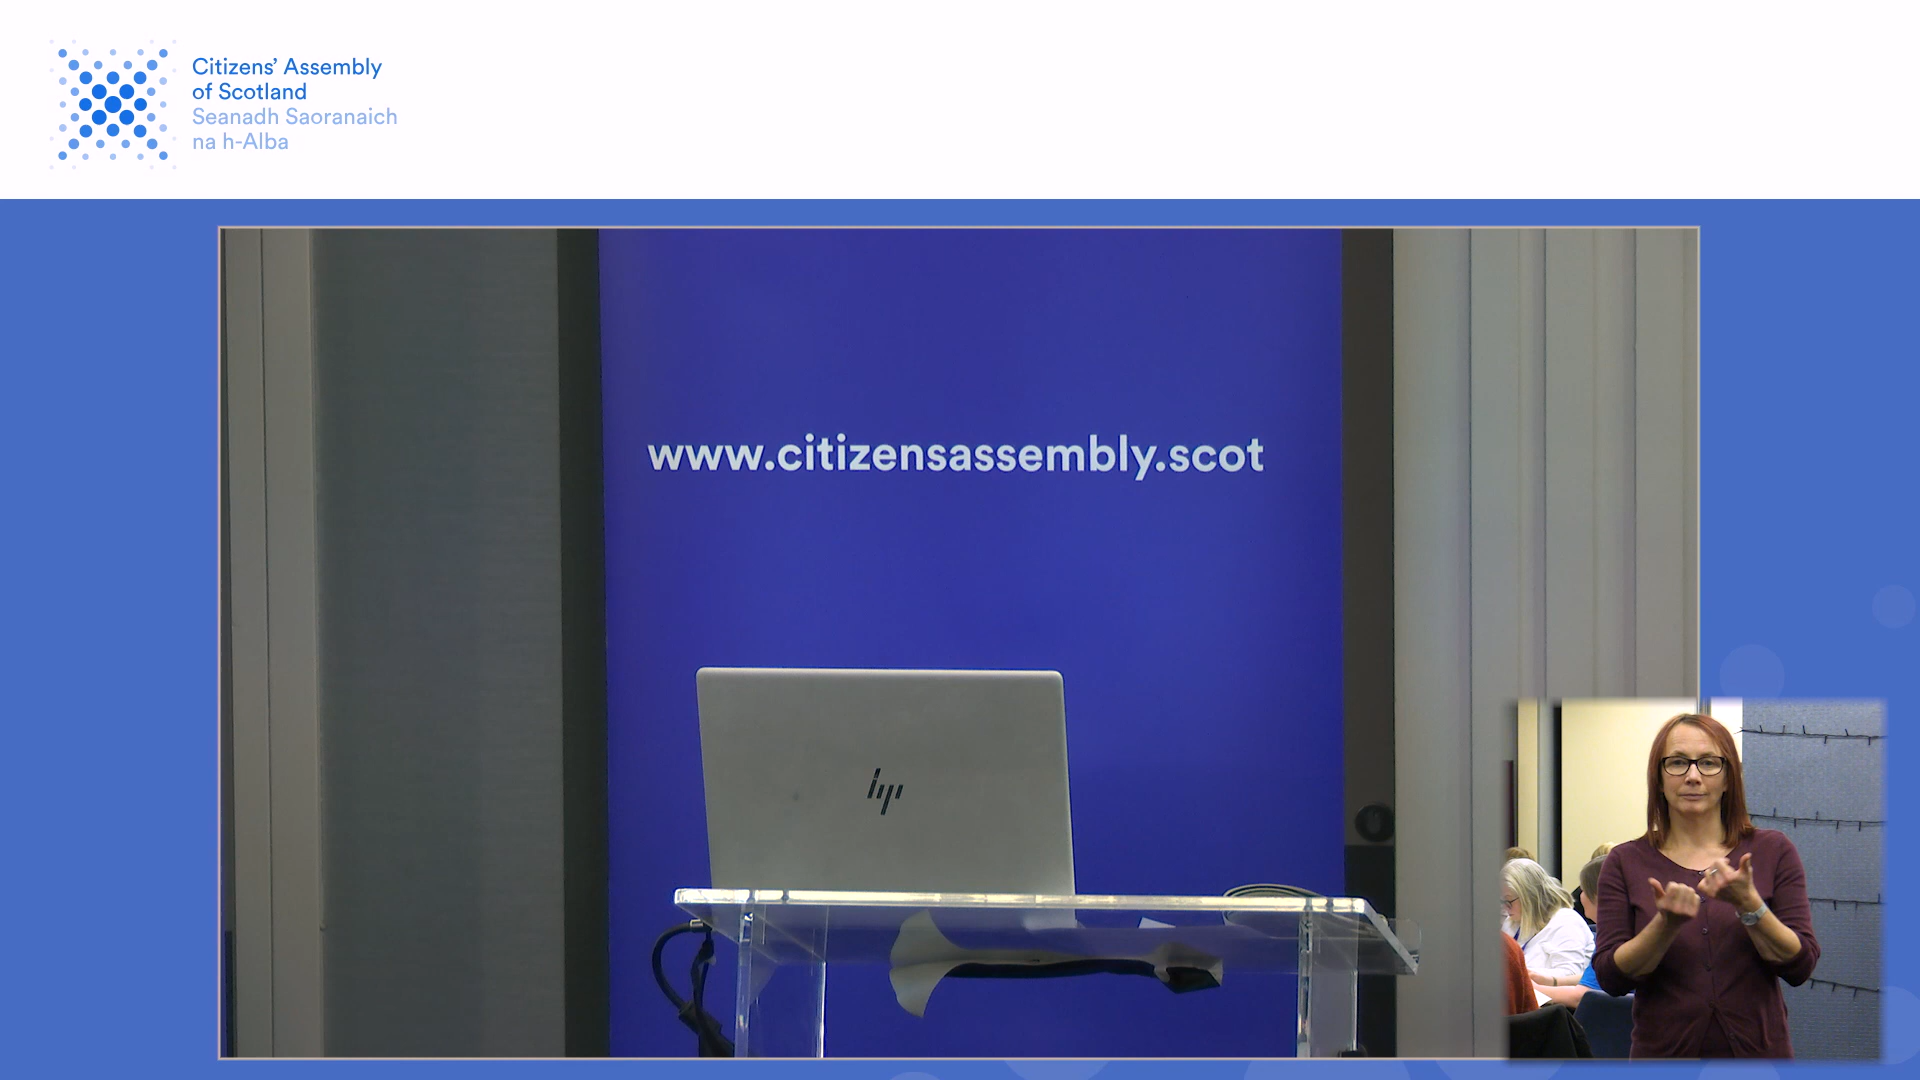 Citizens’ Assembly
of Scotland
Seanadh Saoranaich
na h-Alba
www.citizensassembly.scot
hp